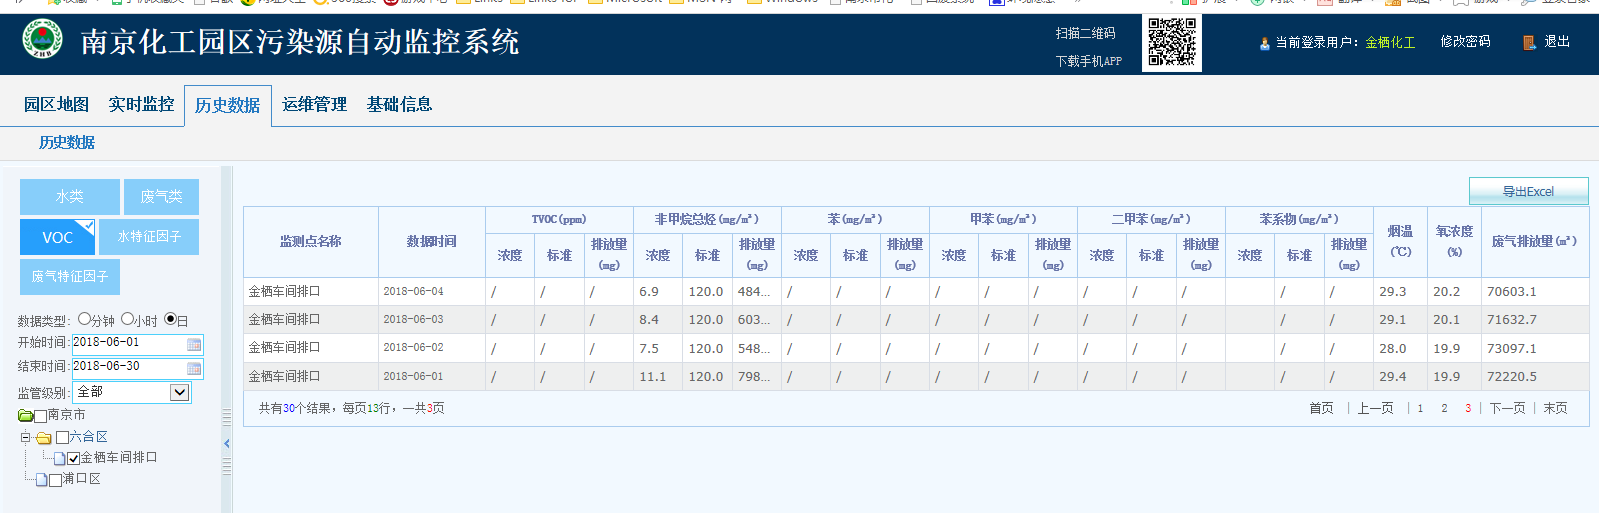 南京化工园区污染源自动监控系统
扫描二维码
下载手机APP
当前登录用户：金栖化工 修改密码 退出
园区地图 实时监控 历史数据 运维管理 基础信息
历史数据
水类 废气类
VOC 水特征因子
废气特征因子
数据类型: 分钟 小时 日
开始时间: 2018-06-01
结束时间: 2018-06-30
监管级别: 全部
南京市
六合区
金栖车间排口
浦口区
导出Excel
监测点名称 数据时间 TVOC(ppm) 非甲烷总烃(mg/m³) 苯(mg/m³) 甲苯(mg/m³) 二甲苯(mg/m³) 苯系物(mg/m³) 烟温(℃) 氧浓度(%) 废气排放量(m³)
浓度 标准 排放量(mg) 浓度 标准 排放量(mg) 浓度 标准 排放量(mg) 浓度 标准 排放量(mg) 浓度 标准 排放量(mg) 浓度 标准 排放量(mg)
金栖车间排口 2018-06-04 / / / 6.9 120.0 484... / / / / / / / / / / / 29.3 20.2 70603.1
金栖车间排口 2018-06-03 / / / 8.4 120.0 603... / / / / / / / / / / / 29.1 20.1 71632.7
金栖车间排口 2018-06-02 / / / 7.5 120.0 548... / / / / / / / / / / / 28.0 19.9 73097.1
金栖车间排口 2018-06-01 / / / 11.1 120.0 798... / / / / / / / / / / / 29.4 19.9 72220.5
共有30个结果，每页13行，一共3页 首页 | 上一页 | 1 2 3 | 下一页 | 末页